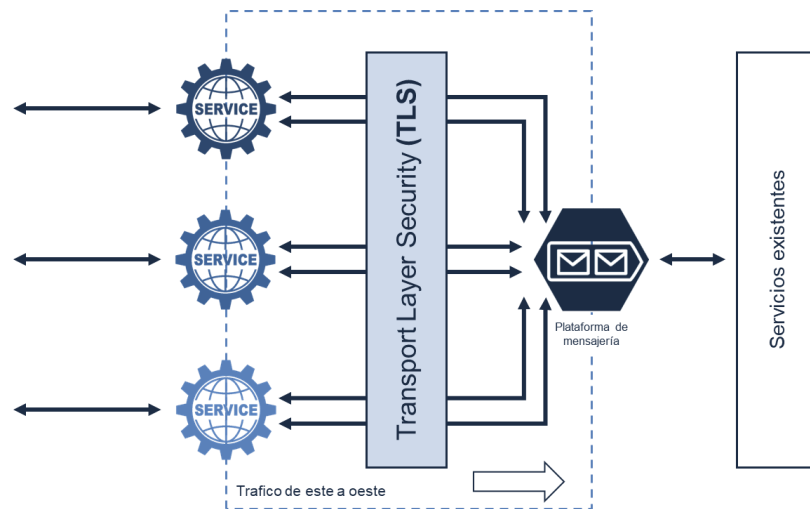 SERVICE
SERVICE
SERVICE
Transport Layer Security (TLS)
Plataforma de
mensajería
Servicios existentes
Trafico de este a oeste